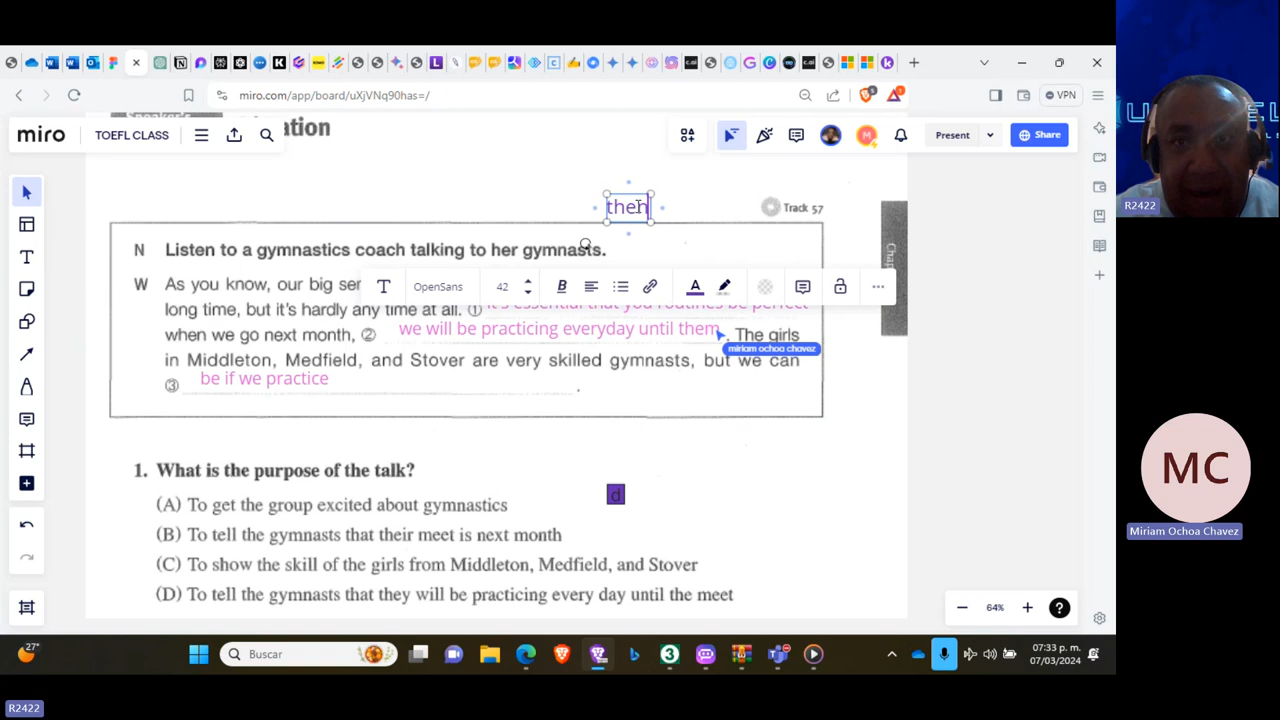 miro.com/app/board/uXjVNq90has=/
VPN
miro
TOEFL CLASS
ation
Present
Share
then
Track 57
N Listen to a gymnastics coach talking to her gymnasts.
W As you know, our big ser
OpenSans
42
long time, but it's hardly any time at all. ① it's essential that you routines be perfect
when we go next month, ② we will be practicing everyday until them. The girls
miriam ochoa chavez
in Middleton, Medfield, and Stover are very skilled gymnasts, but we can
③ be if we practice .
1. What is the purpose of the talk?
d
(A) To get the group excited about gymnastics
(B) To tell the gymnasts that their meet is next month
(C) To show the skill of the girls from Middleton, Medfield, and Stover
(D) To tell the gymnasts that they will be practicing every day until the meet
64%
27°
Buscar
07:33 p. m.
07/03/2024
R2422
MC
Miriam Ochoa Chavez
R2422